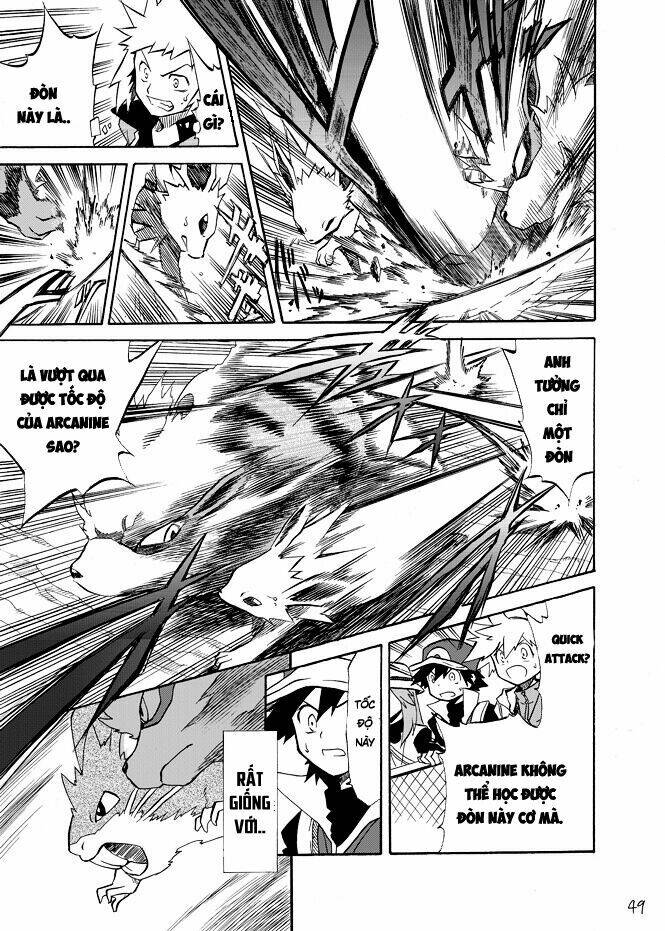 CÁI
GÌ?
ĐÒN
NÀY LÀ..
ANH
TƯỞNG
CHỈ
MỘT
ĐÒN
LÀ VƯỢT QUA
ĐƯỢC TỐC ĐỘ
CỦA ARCANINE
SAO?
QUICK
ATTACK?
ARCANINE KHÔNG
THỂ HỌC ĐƯỢC
ĐÒN NÀY CƠ MÀ.
TỐC
ĐỘ NÀY
RẤT
GIỐNG
VỚI..
49